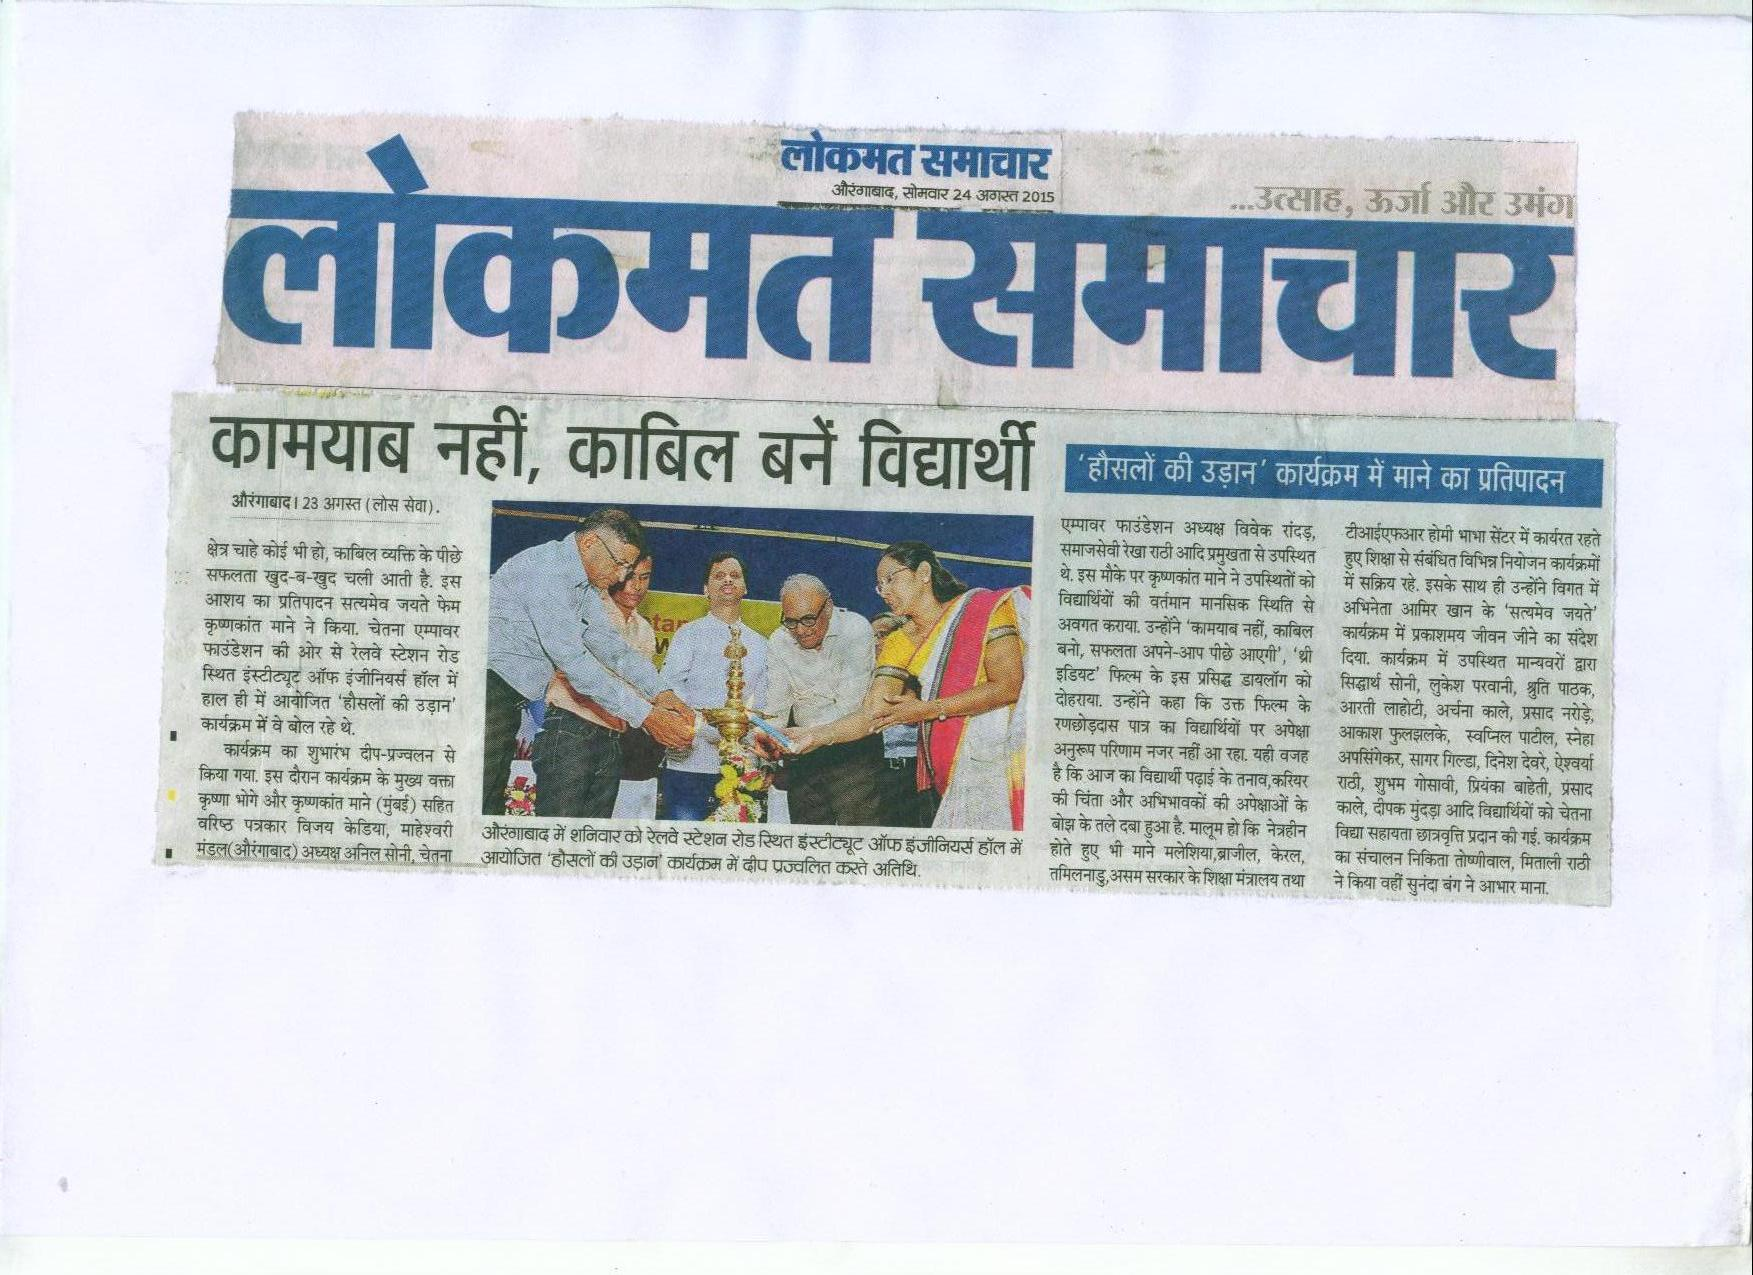 लोकमत समाचार
औरंगाबाद, सोमवार 24 अगस्त 2015
...उत्साह, ऊर्जा और उमंग
लोकमत समाचार
कामयाब नहीं, काबिल बनें विद्यार्थी
'हौसलों की उड़ान' कार्यक्रम में माने का प्रतिपादन
औरंगाबाद। 23 अगस्त (लोस सेवा).
क्षेत्र चाहे कोई भी हो, काबिल व्यक्ति के पीछे
सफलता खुद-ब-खुद चली आती है. इस
आशय का प्रतिपादन सत्यमेव जयते फेम
कृष्णकांत माने ने किया. चेतना एम्पावर
फाउंडेशन की ओर से रेलवे स्टेशन रोड
स्थित इंस्टीट्यूट ऑफ इंजीनियर्स हॉल में
हाल ही में आयोजित 'हौसलों की उड़ान'
कार्यक्रम में वे बोल रहे थे.
कार्यक्रम का शुभारंभ दीप-प्रज्वलन से
किया गया. इस दौरान कार्यक्रम के मुख्य वक्ता
कृष्णा भोगे और कृष्णकांत माने (मुंबई) सहित
वरिष्ठ पत्रकार विजय केडिया, माहेश्वरी
मंडल(औरंगाबाद) अध्यक्ष अनिल सोनी, चेतना
औरंगाबाद में शनिवार को रेलवे स्टेशन रोड स्थित इंस्टीट्यूट ऑफ इंजीनियर्स हॉल में
आयोजित 'हौसलों की उड़ान' कार्यक्रम में दीप प्रज्वलित करते अतिथि.
एम्पावर फाउंडेशन अध्यक्ष विवेक रांदड़,
समाजसेवी रेखा राठी आदि प्रमुखता से उपस्थित
थे. इस मौके पर कृष्णकांत माने ने उपस्थितों को
विद्यार्थियों की वर्तमान मानसिक स्थिति से
अवगत कराया. उन्होंने 'कामयाब नहीं, काबिल
बनो, सफलता अपने-आप पीछे आएगी', 'थ्री
इडियट' फिल्म के इस प्रसिद्ध डायलॉग को
दोहराया. उन्होंने कहा कि उक्त फिल्म के
रणछोड़दास पात्र का विद्यार्थियों पर अपेक्षा
अनुरूप परिणाम नजर नहीं आ रहा. यही वजह
है कि आज का विद्यार्थी पढ़ाई के तनाव,करियर
की चिंता और अभिभावकों की अपेक्षाओं के
बोझ के तले दबा हुआ है. मालूम हो कि नेत्रहीन
होते हुए भी माने मलेशिया,ब्राजील, केरल,
तमिलनाडु,असम सरकार के शिक्षा मंत्रालय तथा
टीआईएफआर होमी भाभा सेंटर में कार्यरत रहते
हुए शिक्षा से संबंधित विभिन्न नियोजन कार्यक्रमों
में सक्रिय रहे. इसके साथ ही उन्होंने विगत में
अभिनेता आमिर खान के 'सत्यमेव जयते'
कार्यक्रम में प्रकाशमय जीवन जीने का संदेश
दिया. कार्यक्रम में उपस्थित मान्यवरों द्वारा
सिद्धार्थ सोनी, लुकेश परवानी, श्रुति पाठक,
आरती लाहोटी, अर्चना काले, प्रसाद नरोड़े,
आकाश फुलझलके, स्वप्निल पाटील, स्नेहा
अपसिंगेकर, सागर गिल्डा, दिनेश देवरे, ऐश्वर्या
राठी, शुभम गोसावी, प्रियंका बाहेती, प्रसाद
काले, दीपक मुंदड़ा आदि विद्यार्थियों को चेतना
विद्या सहायता छात्रवृत्ति प्रदान की गई. कार्यक्रम
का संचालन निकिता तोष्णीवाल, मिताली राठी
ने किया वहीं सुनंदा बंग ने आभार माना.